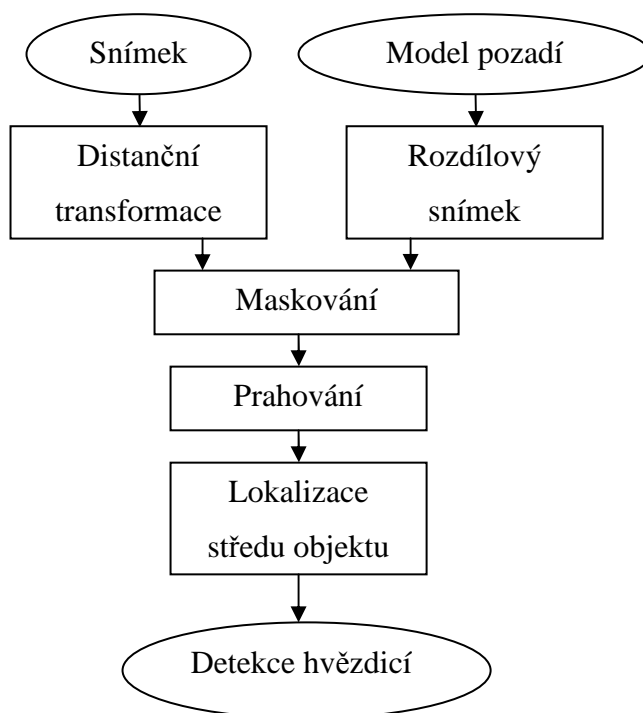 Snímek
Model pozadí
Distanční
transformace
Rozdílový
snímek
Maskování
Prahování
Lokalizace
středu objektu
Detekce hvězdicí